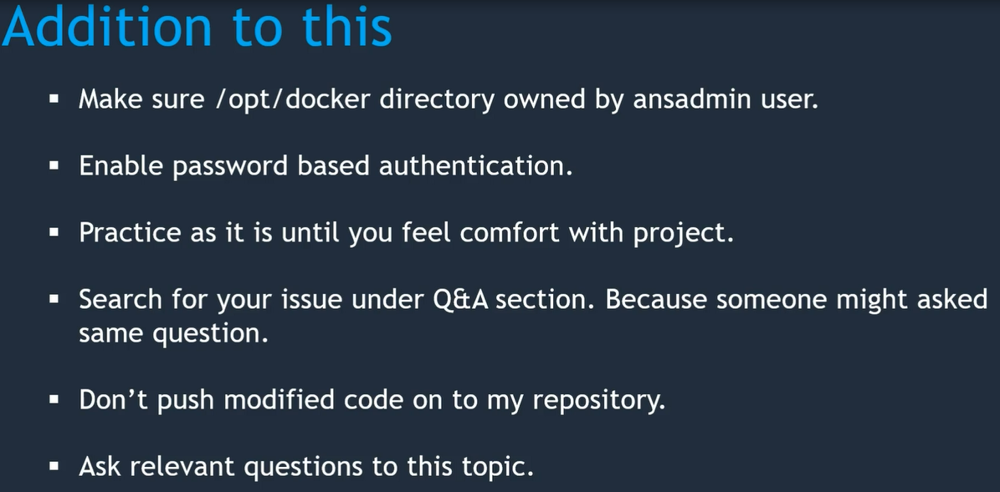 Addition to this
▪ Make sure /opt/docker directory owned by ansadmin user.
▪ Enable password based authentication.
▪ Practice as it is until you feel comfort with project.
▪ Search for your issue under Q&A section. Because someone might asked
same question.
▪ Don’t push modified code on to my repository.
▪ Ask relevant questions to this topic.